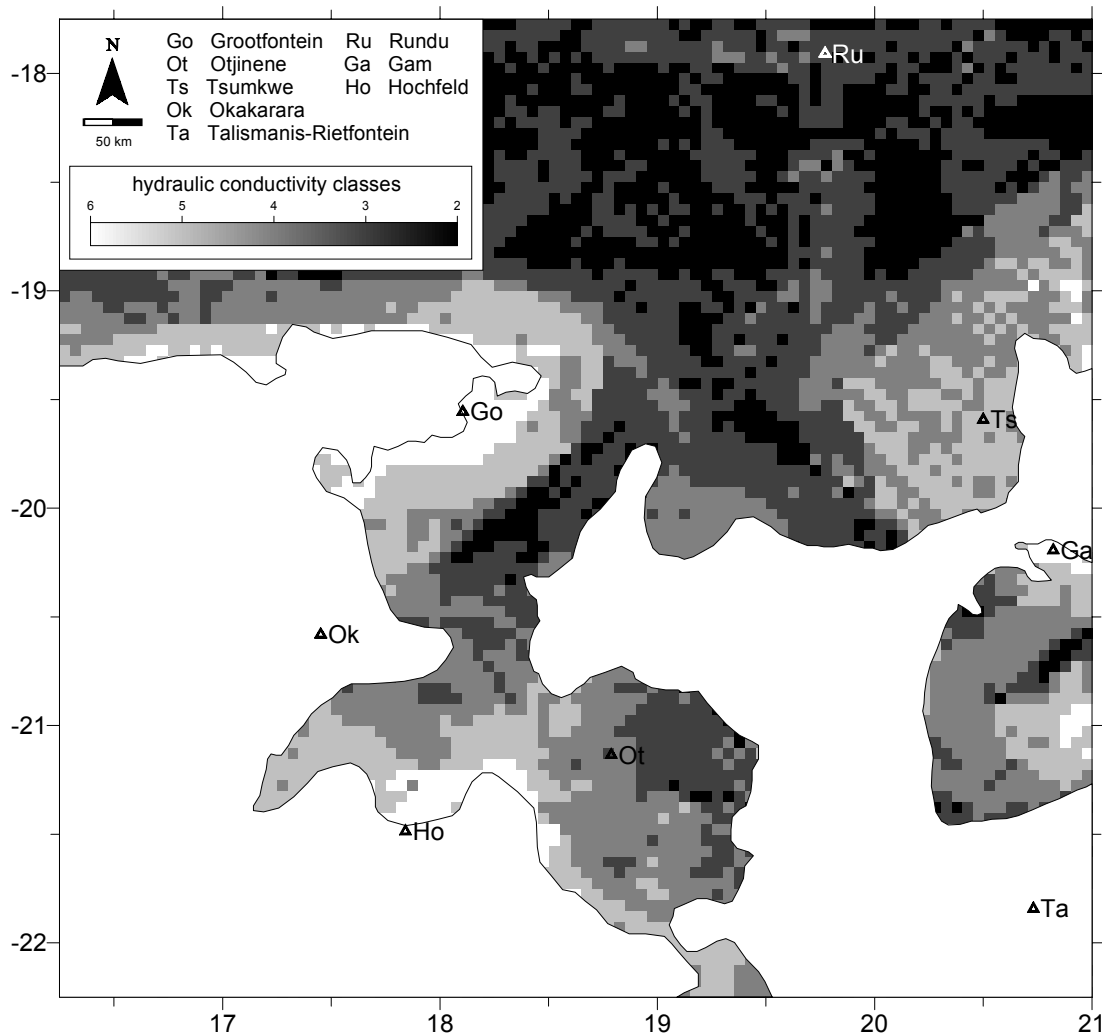 N
50 km
Go Grootfontein Ru Rundu
Ot Otjinene Ga Gam
Ts Tsumkwe Ho Hochfeld
Ok Okakarara
Ta Talismanis-Rietfontein
hydraulic conductivity classes
6 5 4 3 2
Ru
-18
-19
Go
Ts
-20
Ga
Ok
-21
Ot
Ho
Ta
-22
17 18 19 20 21